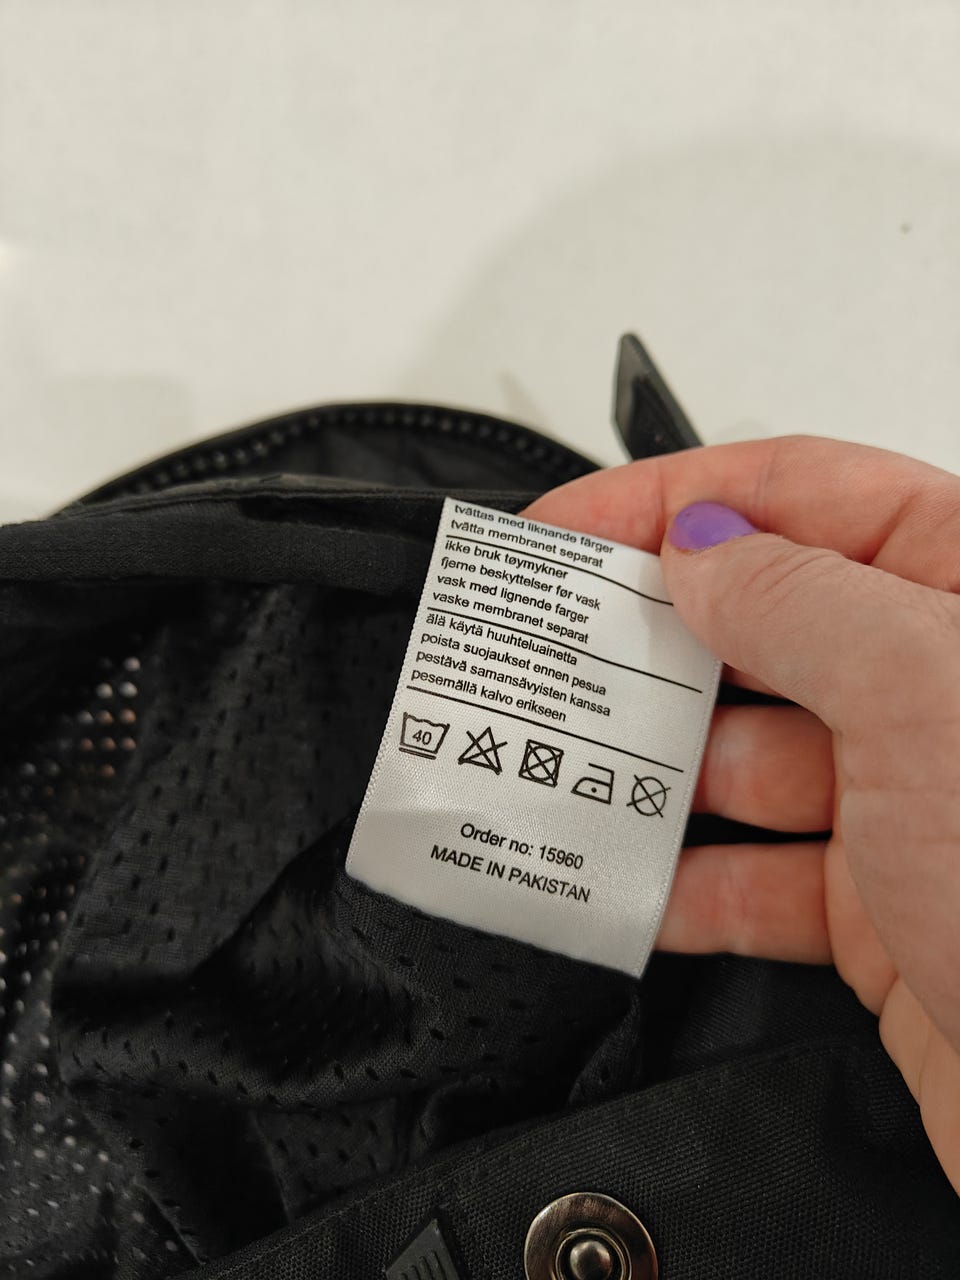 tvättas med liknande färger
tvätta membranet separat
ikke bruk tøymykner
fjerne beskyttelser før vask
vask med lignende farger
vaske membranet separat
älä käytä huuhteluainetta
poista suojaukset ennen pesua
pestävä samansävyisten kanssa
pesemällä kalvo erikseen
40
Order no: 15960
MADE IN PAKISTAN